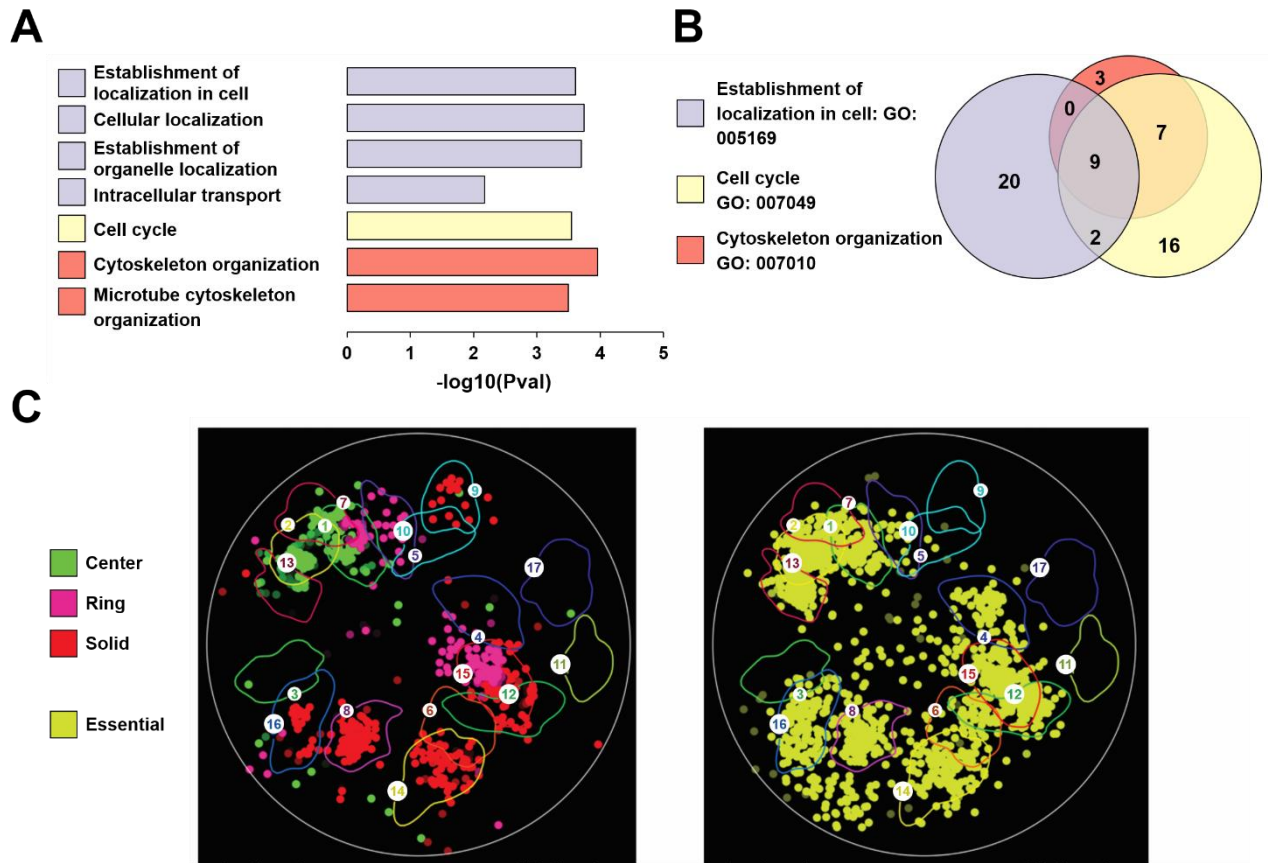 A
Establishment of
localization in cell
Cellular localization
Establishment of
organelle localization
Intracellular transport
Cell cycle
Cytoskeleton organization
Microtube cytoskeleton
organization
0 1 2 3 4 5
-log10(Pval)
B
Establishment of
localization in cell: GO:
005169
Cell cycle
GO: 007049
Cytoskeleton organization
GO: 007010
3
0
7
9
20
2
16
C
Center
Ring
Solid
Essential
7
9
2
1
10
5
13
17
4
11
15
3
12
6
16
8
14
7
9
2
1
10
5
13
17
4
11
15
3
12
6
16
8
14